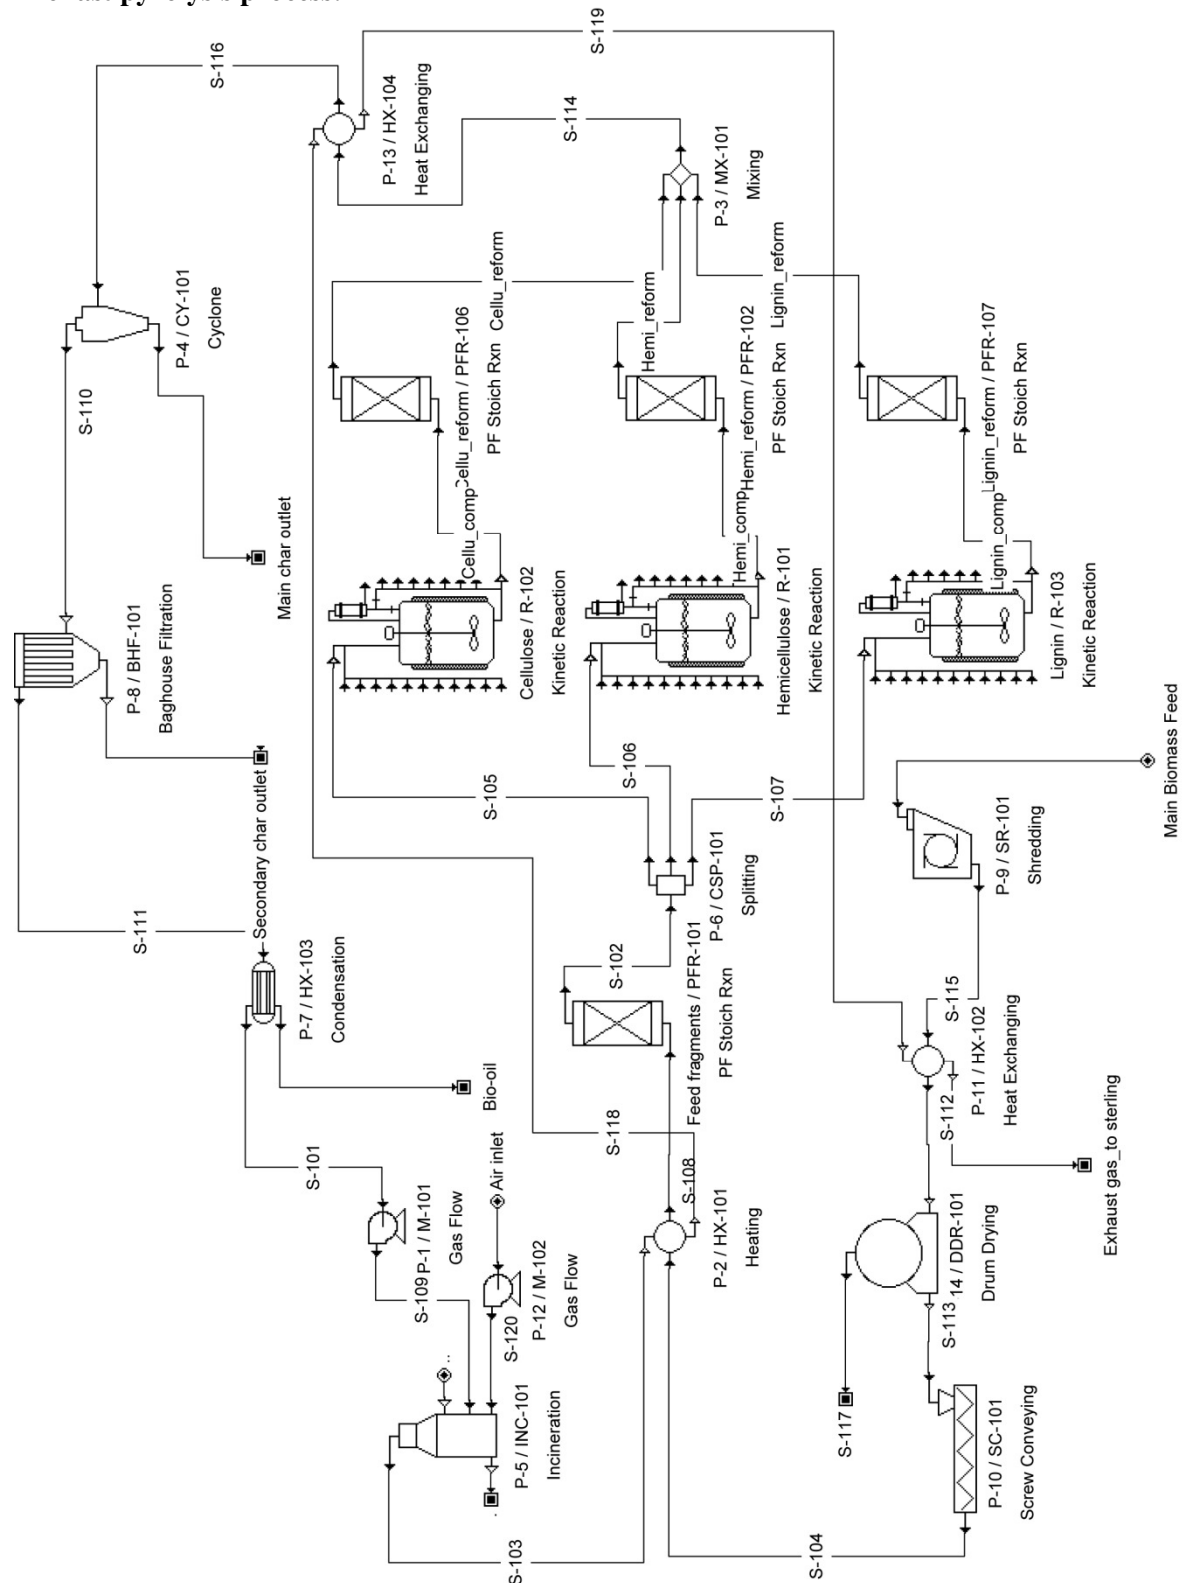 S-116
S-119
P-13 / HX-104
Heat Exchanging
S-114
P-3 / MX-101
Mixing
P-4 / CY-101
Cyclone
S-110
Main char outlet
Cellu_reform
Hemi_reform
Lignin_reform
Cellu_reform / PFR-106
PF Stoich Rxn
Hemi_reform / PFR-102
PF Stoich Rxn
Lignin_reform / PFR-107
PF Stoich Rxn
Cellu_comp
Hemi_comp
Lignin_comp
P-8 / BHF-101
Baghouse Filtration
Cellulose / R-102
Kinetic Reaction
Hemicellulose / R-101
Kinetic Reaction
Lignin / R-103
Kinetic Reaction
S-105
S-106
S-107
Main Biomass Feed
Secondary char outlet
S-111
P-7 / HX-103
Condensation
P-6 / CSP-101
Splitting
P-9 / SR-101
Shredding
S-102
Feed fragments / PFR-101
PF Stoich Rxn
S-115
P-11 / HX-102
Heat Exchanging
S-112
Bio-oil
S-101
Air inlet
S-118
S-108
Exhaust gas_to sterling
P-1 / M-101
Gas Flow
S-109
P-12 / M-102
Gas Flow
S-120
P-2 / HX-101
Heating
14 / DDR-101
Drum Drying
S-113
P-5 / INC-101
Incineration
S-117
P-10 / SC-101
Screw Conveying
S-103
S-104